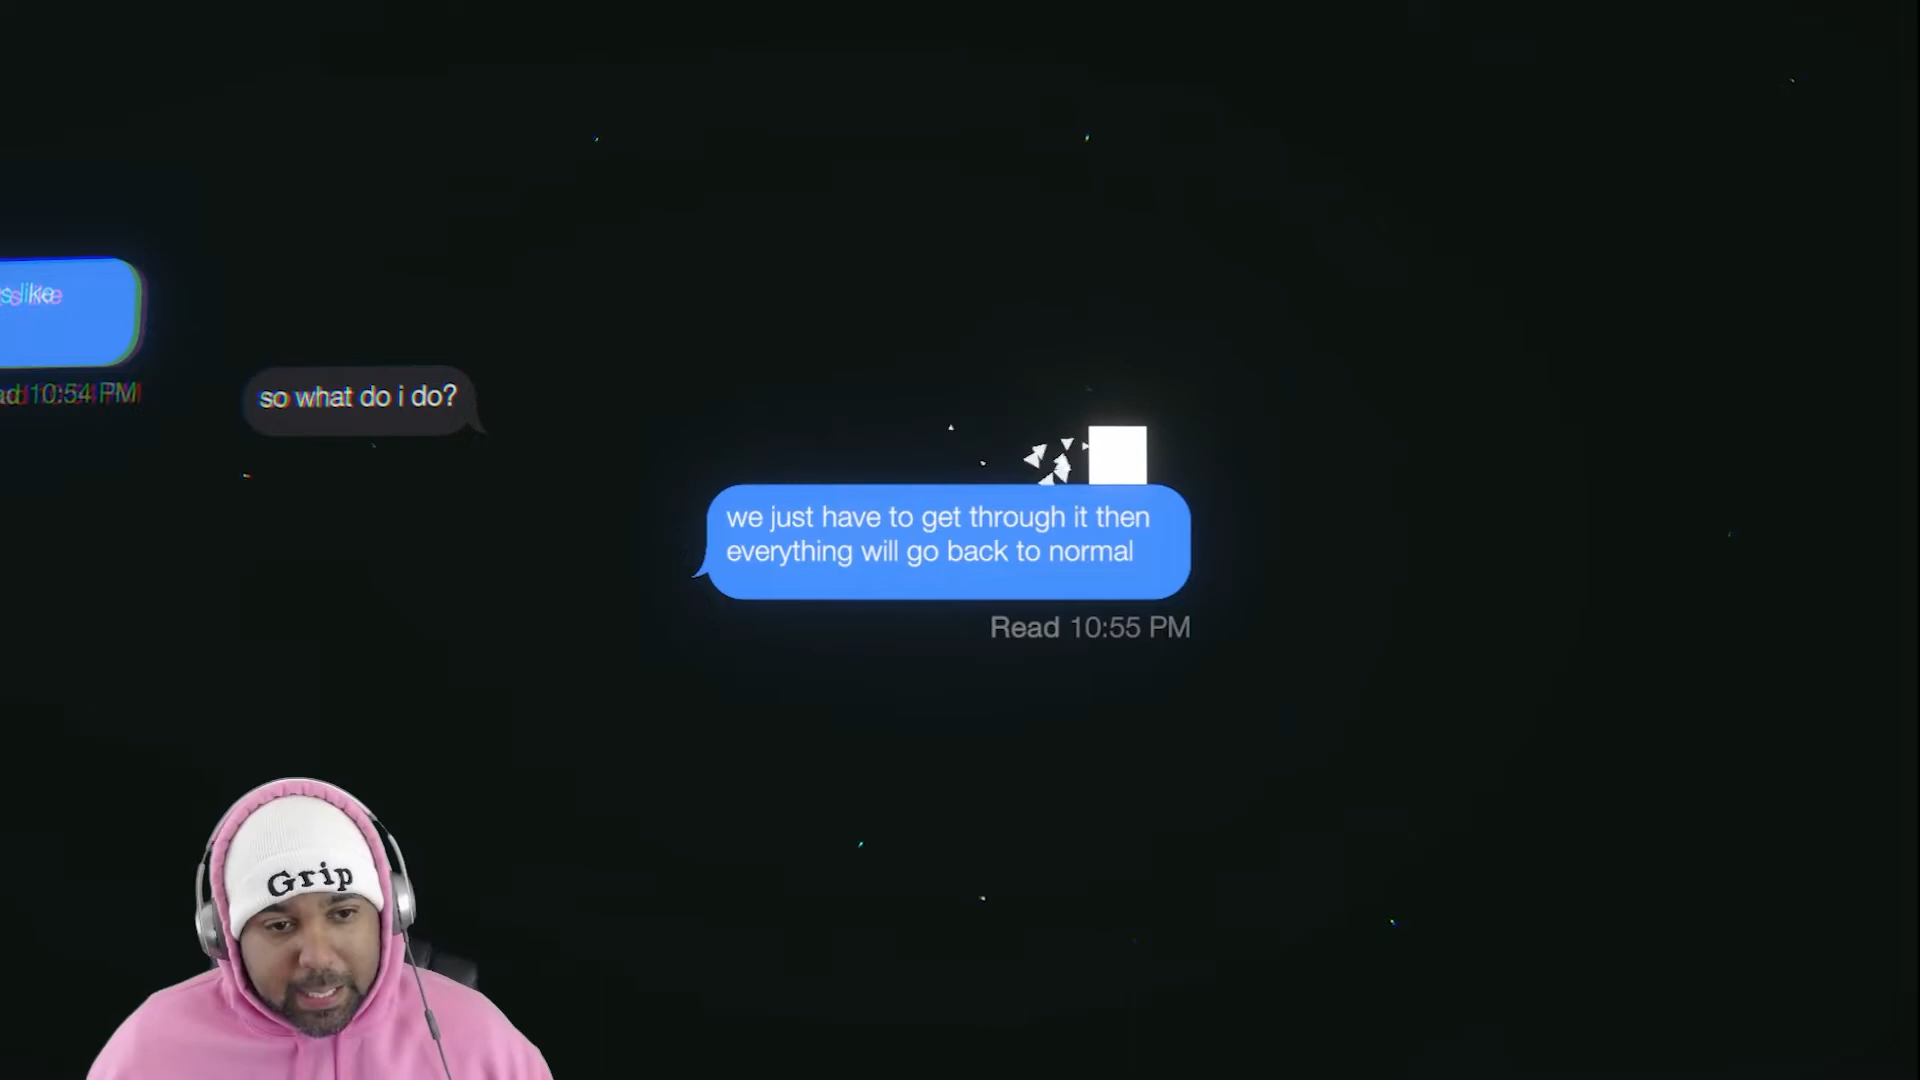 s like
10:54 PM
so what do i do?
we just have to get through it then
everything will go back to normal
Read 10:55 PM
Grip